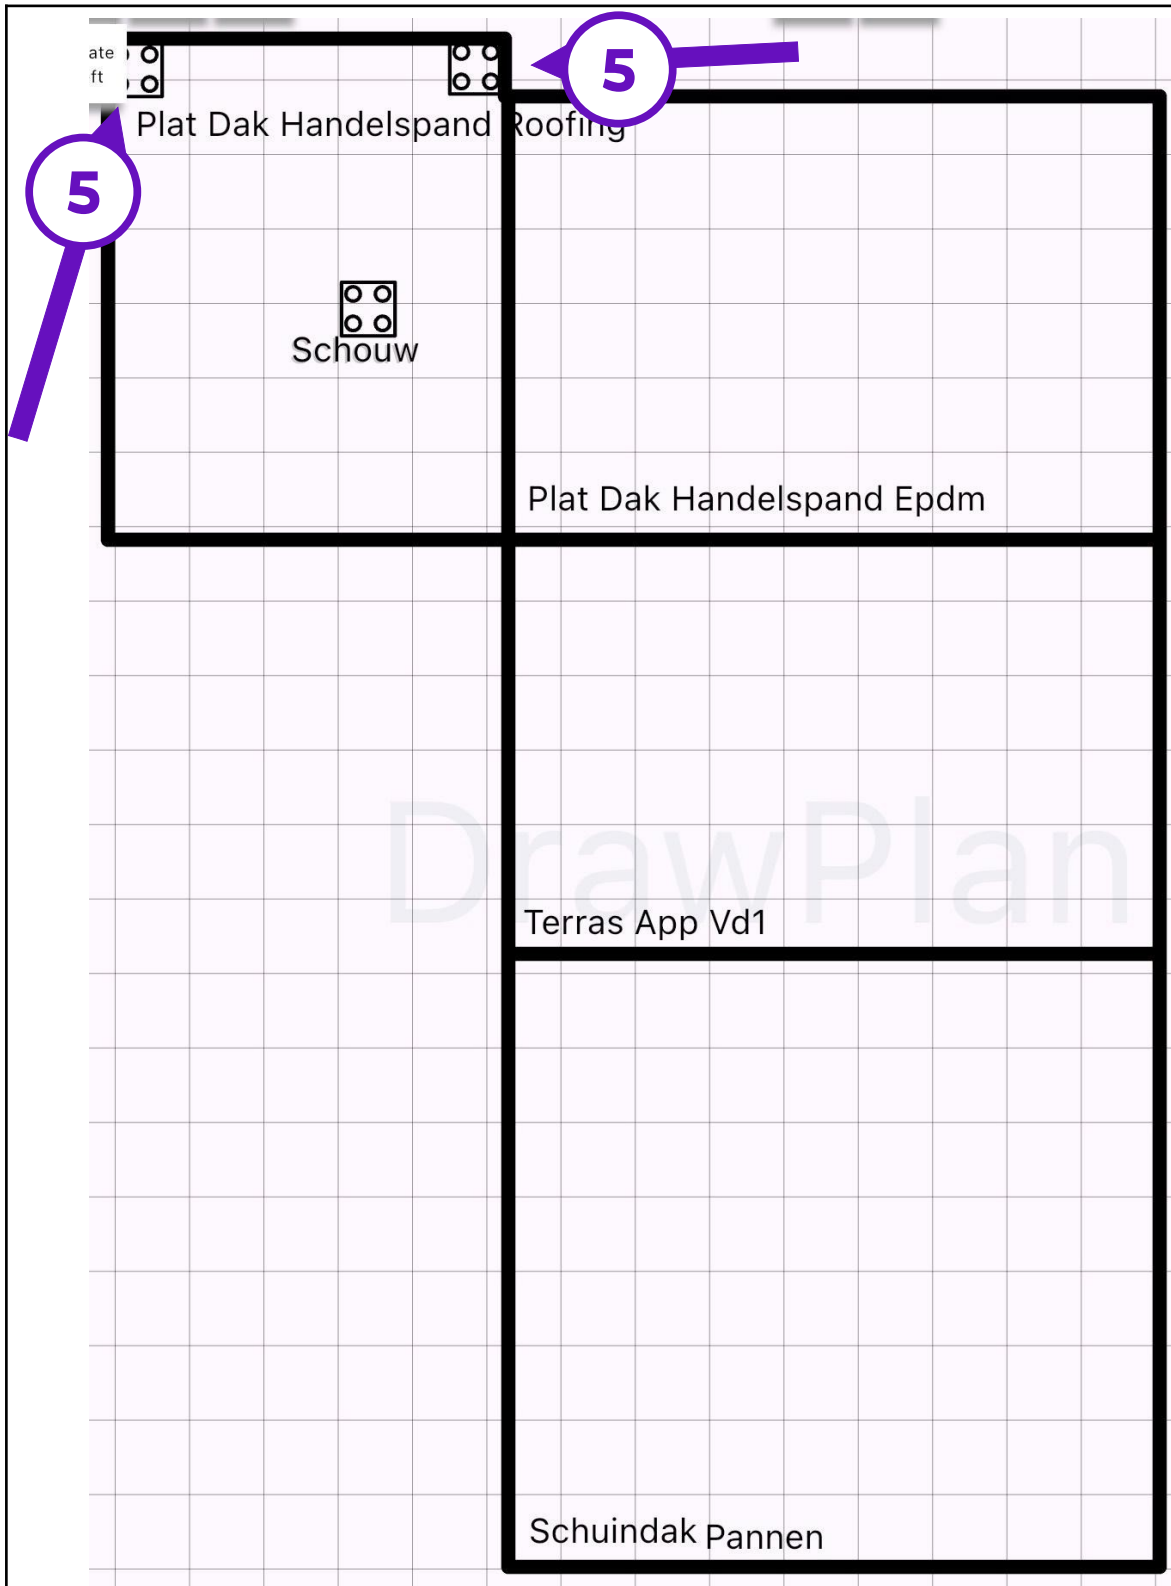 ate
ft
5
Plat Dak Handelspand Roofing
5
Schouw
Plat Dak Handelspand Epdm
DrawPlan
Terras App Vd1
Schuindak Pannen